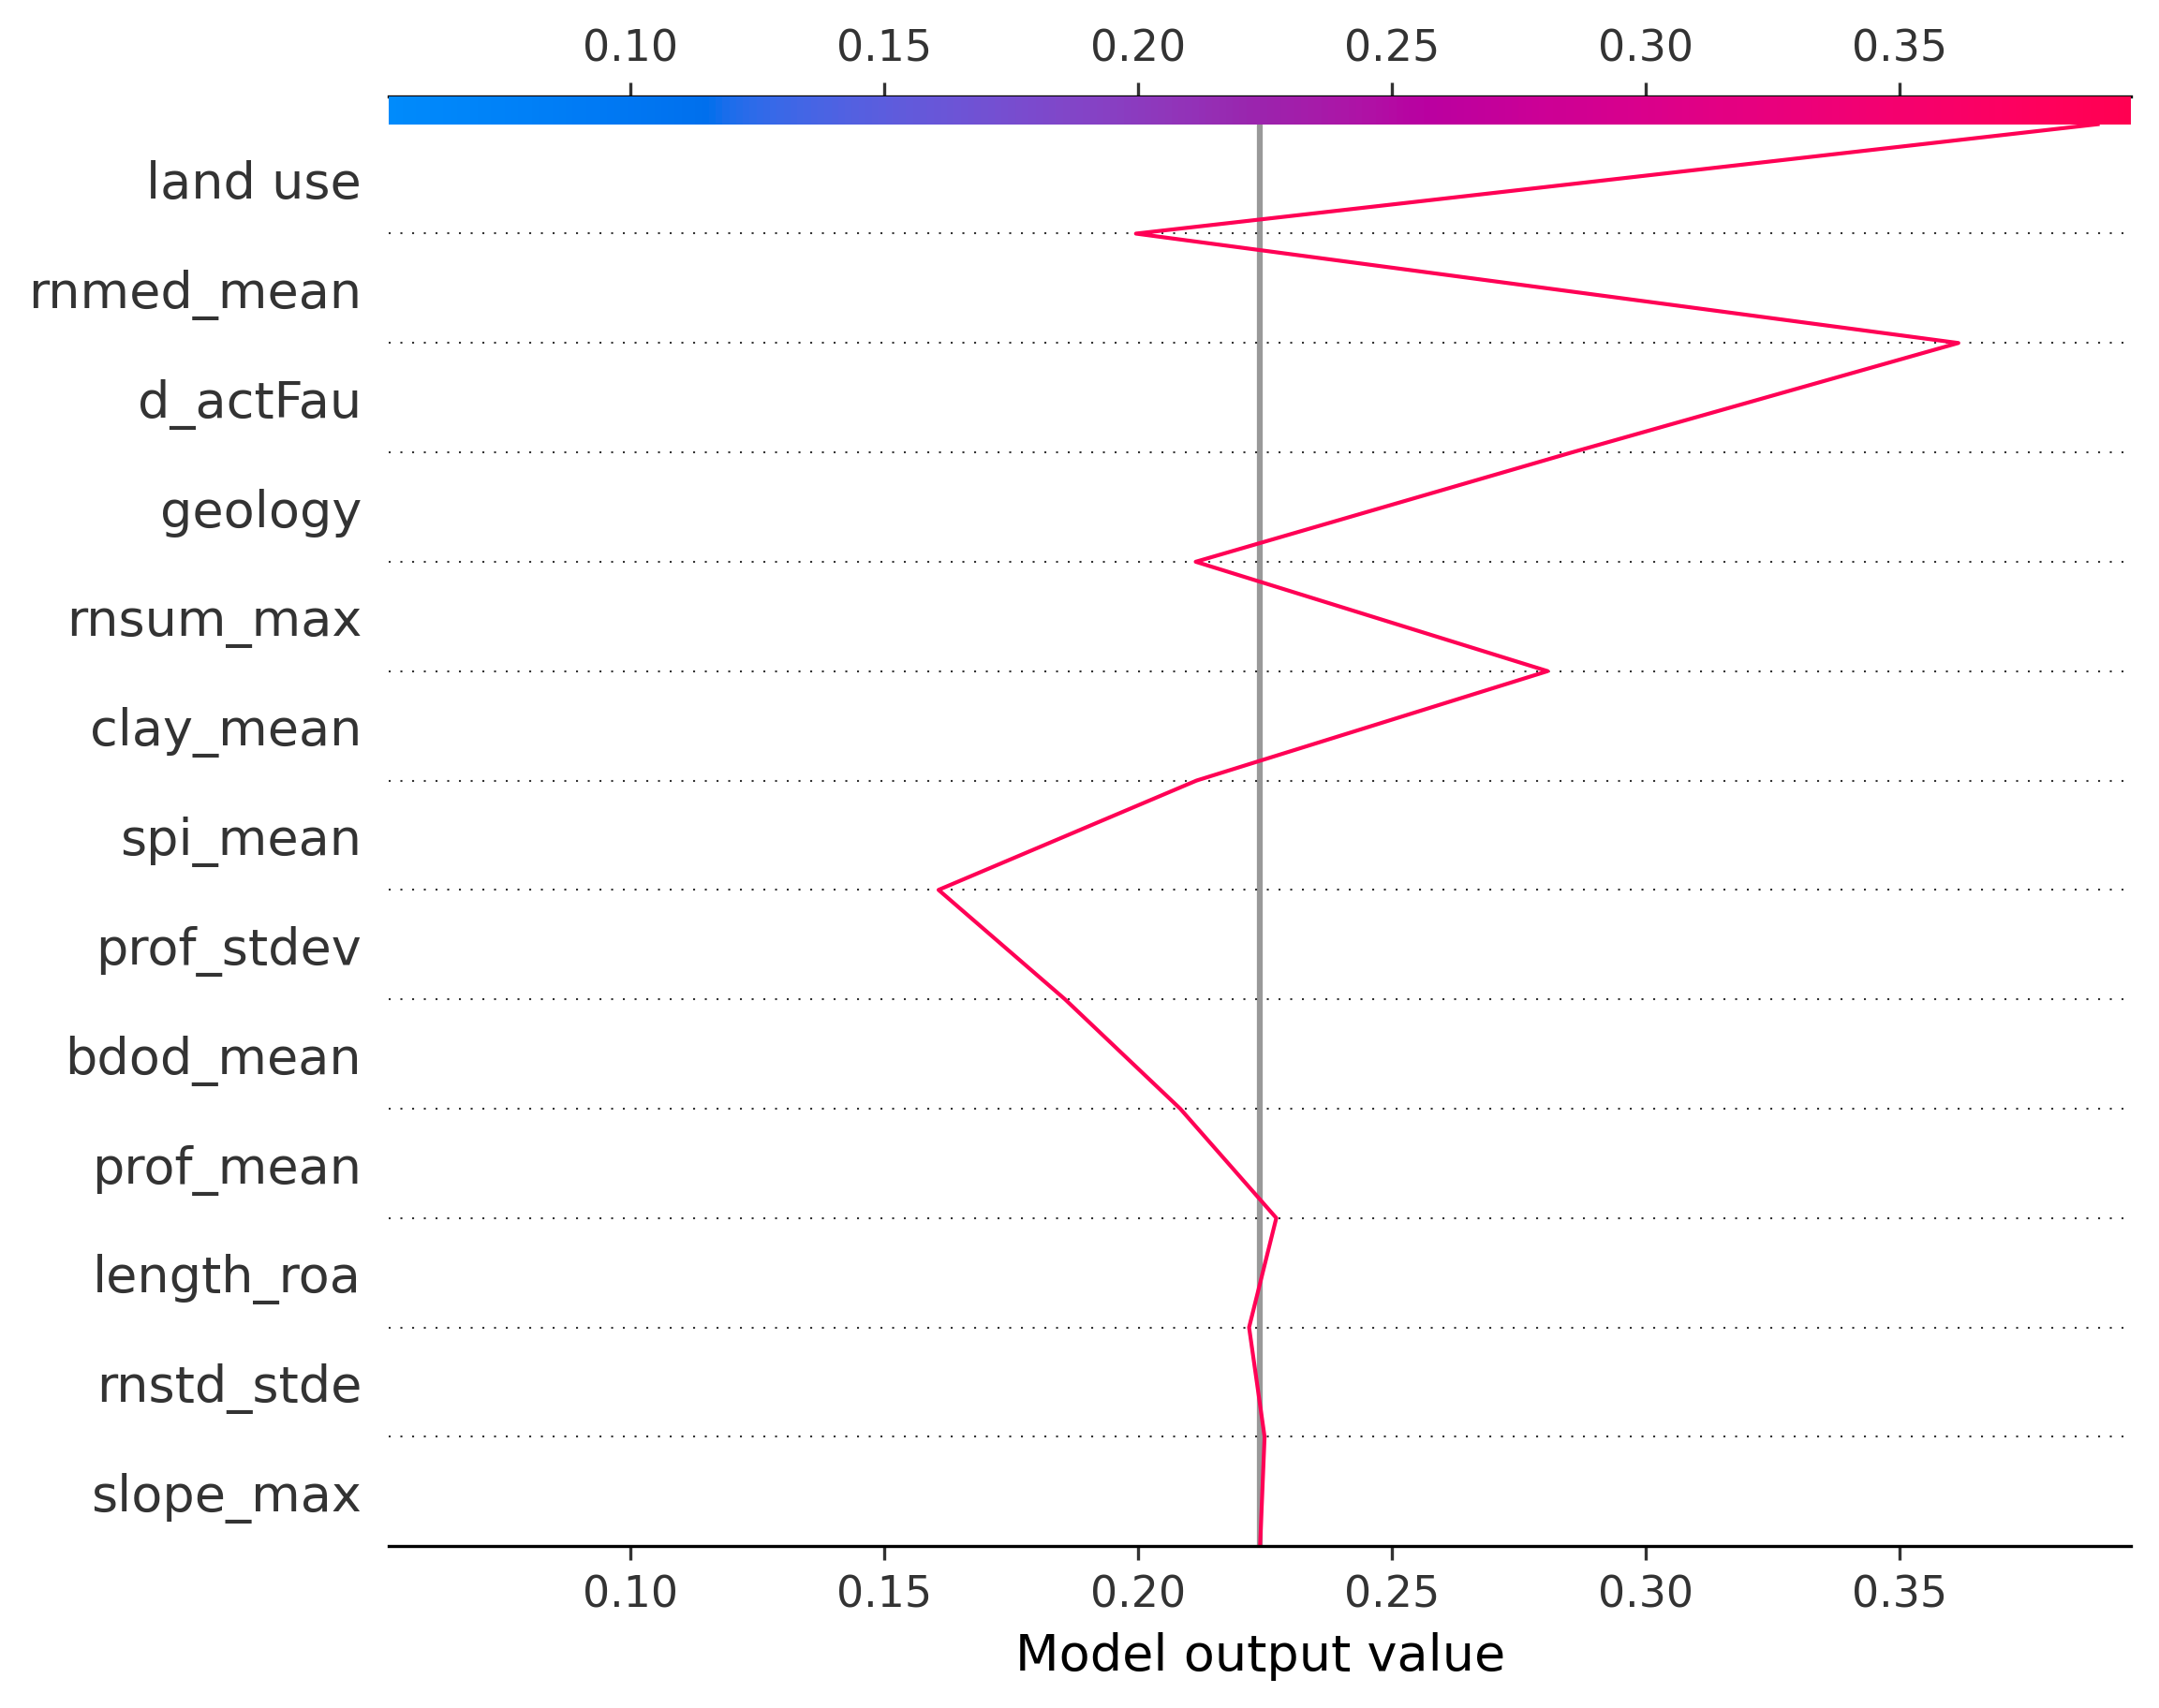 0.10 0.15 0.20 0.25 0.30 0.35
land use
rnmed_mean
d_actFau
geology
rnsum_max
clay_mean
spi_mean
prof_stdev
bdod_mean
prof_mean
length_roa
rnstd_stde
slope_max
0.10 0.15 0.20 0.25 0.30 0.35
Model output value